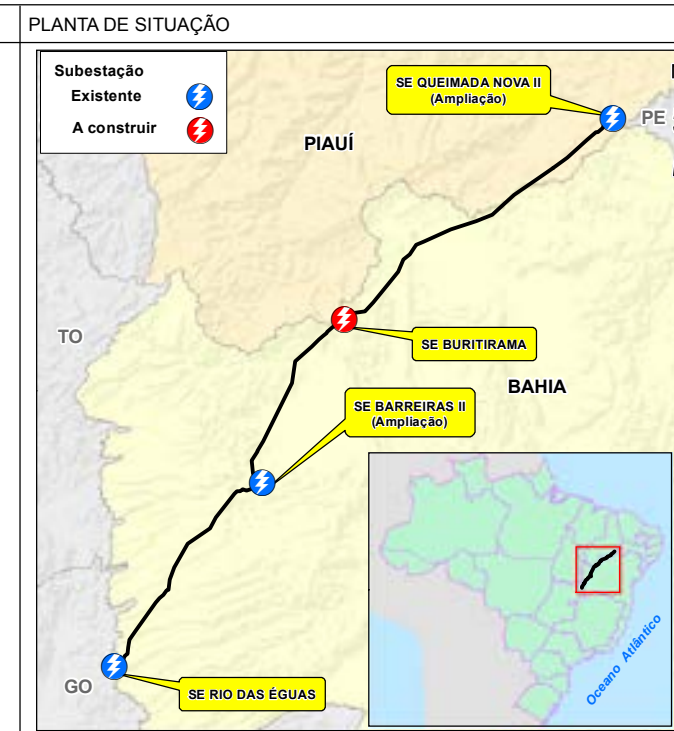 PLANTA DE SITUAÇÃO
Subestação
Existente
A construir
SE QUEIMADA NOVA II
(Ampliação)
PE
PIAUÍ
TO
SE BURITIRAMA
BAHIA
SE BARREIRAS II
(Ampliação)
GO
SE RIO DAS ÉGUAS
Oceano Atlântico